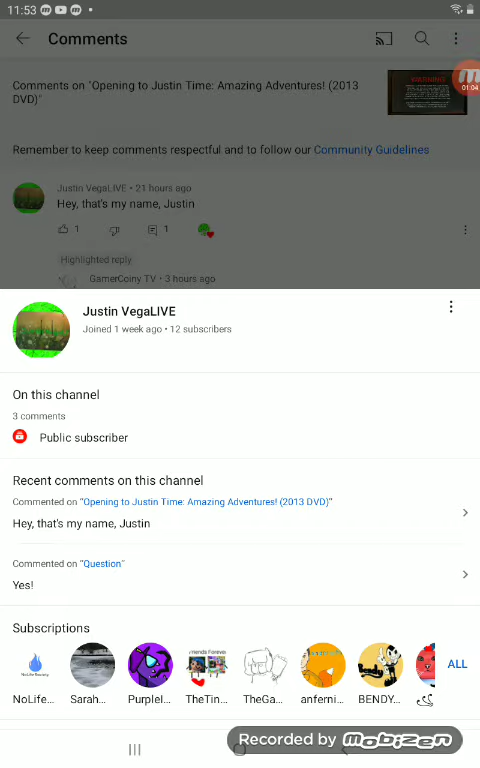 11:53
Comments
Comments on "Opening to Justin Time: Amazing Adventures! (2013
DVD)"
01:04
Remember to keep comments respectful and to follow our Community Guidelines
Justin VegaLIVE • 21 hours ago
Hey, that's my name, Justin
1 1
Highlighted reply
GamerCoiny TV • 3 hours ago
Justin VegaLIVE
Joined 1 week ago • 12 subscribers
On this channel
3 comments
Public subscriber
Recent comments on this channel
Commented on "Opening to Justin Time: Amazing Adventures! (2013 DVD)"
Hey, that's my name, Justin
Commented on "Question"
Yes!
Subscriptions
ALL
NoLife... Sarah... Purplel... TheTin... TheGa... anferni... BENDY...
Recorded by mobizen